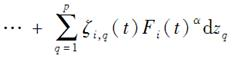 ⋯ + ∑_{q=1}^{p} ζ_{i,q}(t)F_i(t)^α dz_q